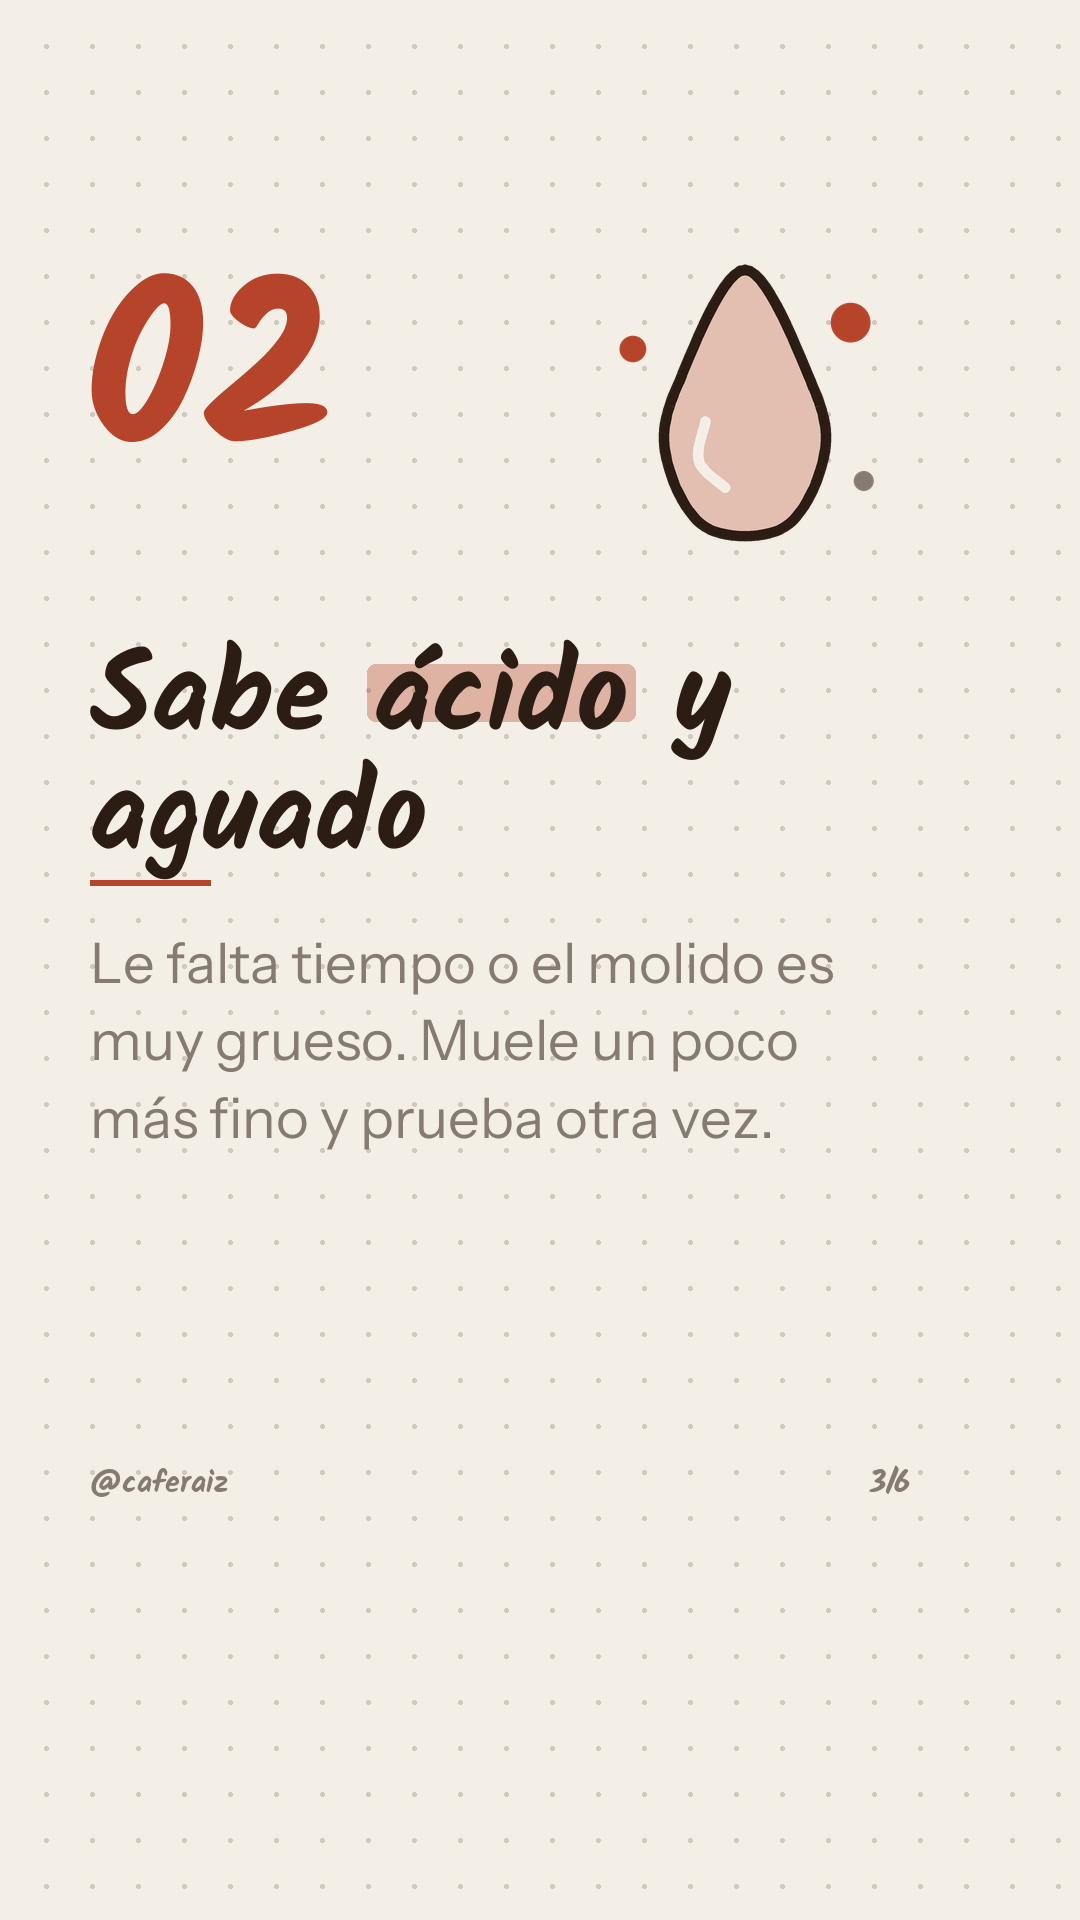 02
Sabe ácido y
aguado
Le falta tiempo o el molido es
muy grueso. Muele un poco
más fino y prueba otra vez.
@caferaiz
3/6